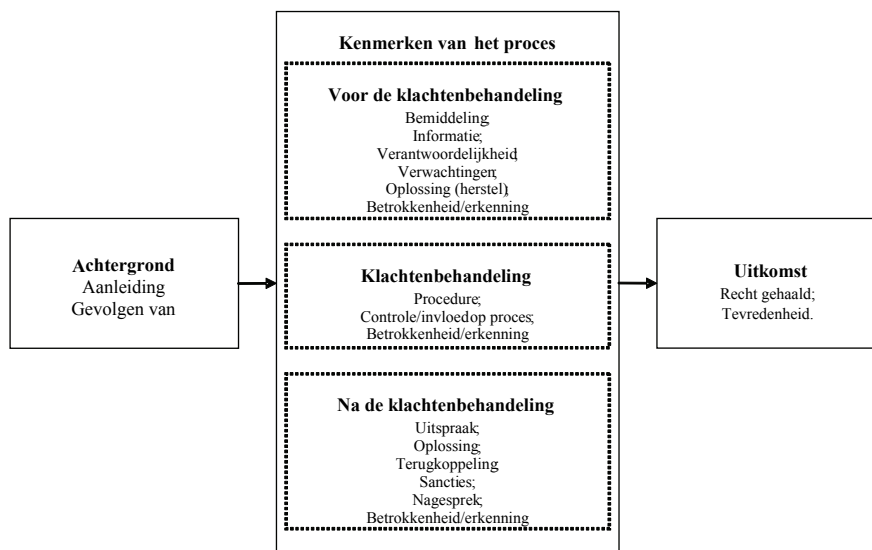 Kenmerken van het proces
Voor de klachtenbehandeling
Bemiddeling;
Informatie;
Verantwoordelijkheid;
Verwachtingen;
Oplossing (herstel);
Betrokkenheid/erkenning
Achtergrond
Aanleiding
Gevolgen van
Klachtenbehandeling
Procedure;
Controle/invloed op proces;
Betrokkenheid/erkenning
Uitkomst
Recht gehaald;
Tevredenheid.
Na de klachtenbehandeling
Uitspraak;
Oplossing;
Terugkoppeling
Sancties;
Nagesprek;
Betrokkenheid/erkenning